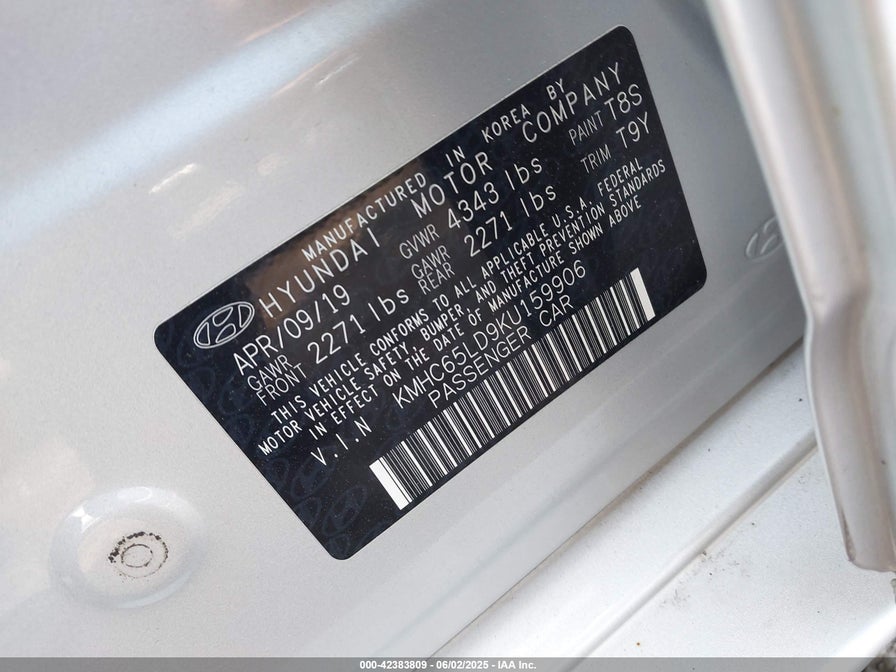 MANUFACTURED IN KOREA BY
HYUNDAI MOTOR COMPANY
APR/09/19 GVWR 4343 lbs PAINT T8S
GAWR FRONT 2271 lbs GAWR REAR 2271 lbs TRIM T9Y
THIS VEHICLE CONFORMS TO ALL APPLICABLE U.S.A. FEDERAL
MOTOR VEHICLE SAFETY, BUMPER, AND THEFT PREVENTION STANDARDS
IN EFFECT ON THE DATE OF MANUFACTURE SHOWN ABOVE
V.I.N KMHC65LD9KU159906
PASSENGER CAR
000-42383809 - 06/02/2025 - IAA Inc.